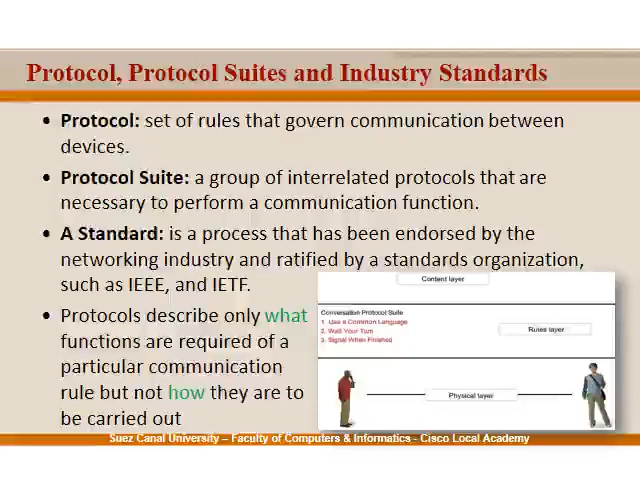 Protocol, Protocol Suites and Industry Standards
• Protocol: set of rules that govern communication between
devices.
• Protocol Suite: a group of interrelated protocols that are
necessary to perform a communication function.
• A Standard: is a process that has been endorsed by the
networking industry and ratified by a standards organization,
such as IEEE, and IETF.
• Protocols describe only what
functions are required of a
particular communication
rule but not how they are to
be carried out
Content layer
Conversation Protocol Suite
1. Use a Common Language
2. Wait Your Turn
3. Signal When Finished
Rules layer
Physical layer
Suez Canal University – Faculty of Computers & Informatics - Cisco Local Academy